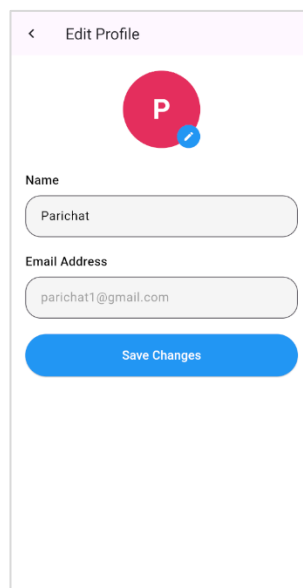 Edit Profile
P
Name
Parichat
Email Address
parichat1@gmail.com
Save Changes